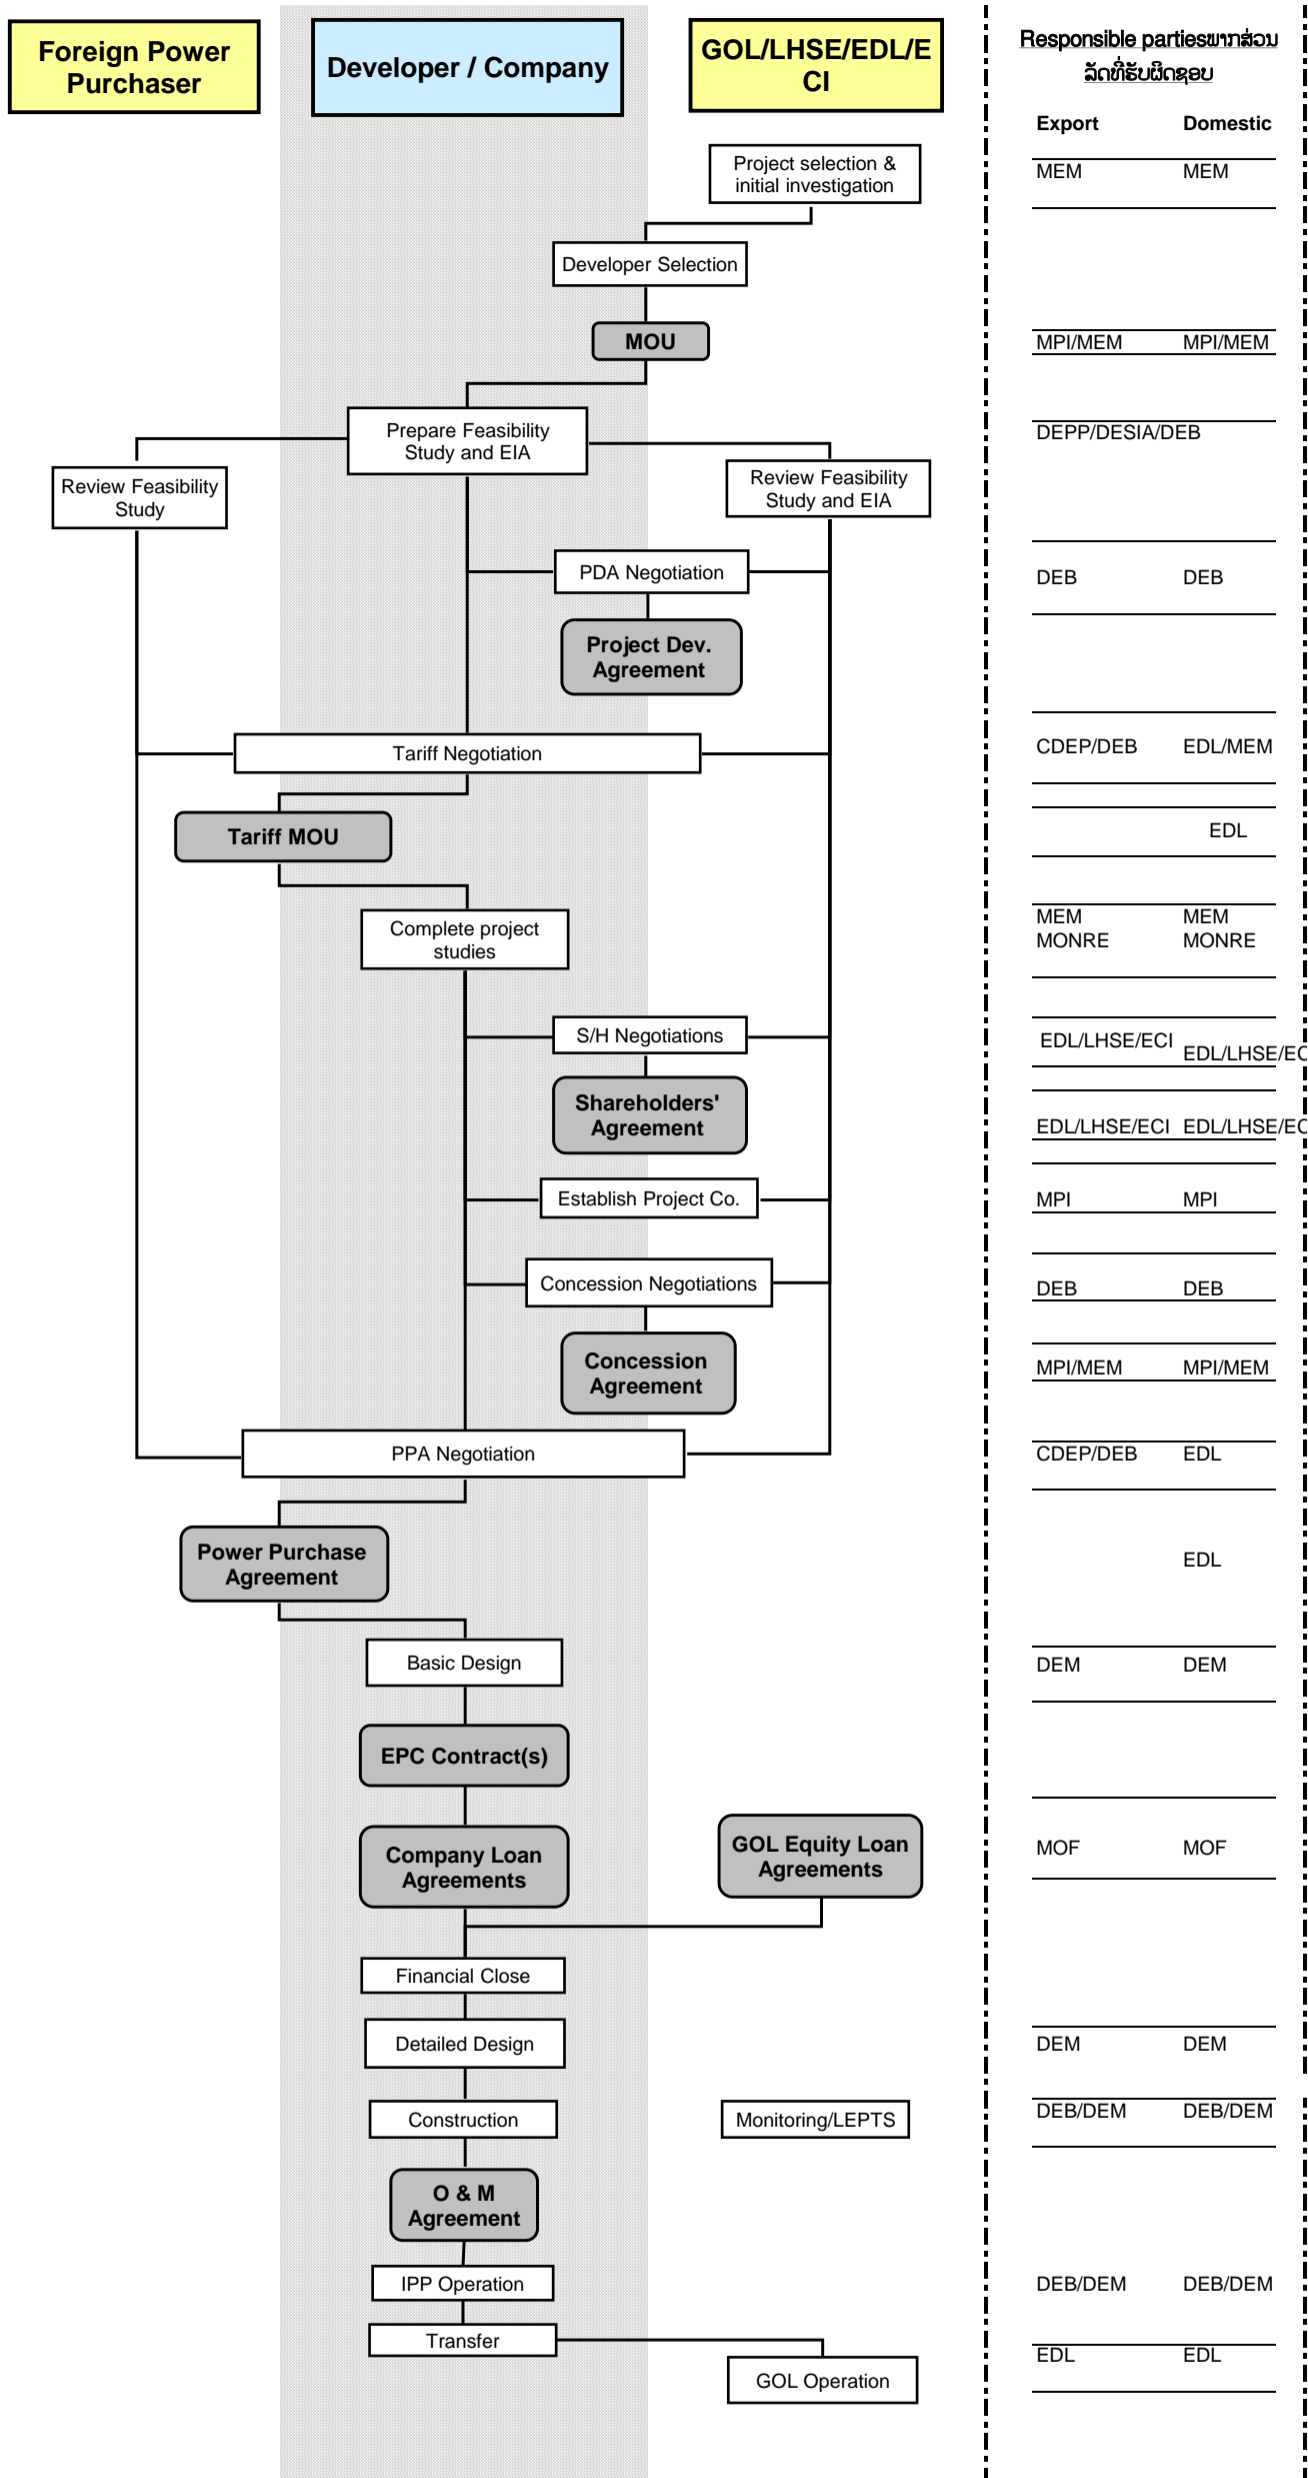 Foreign Power
Purchaser
Developer / Company
GOL/LHSE/EDL/E
CI
Responsible partiesພາກສ່ວນ
ລັດທີ່ຮັບຜິດຊອບ
Export Domestic
Project selection &
initial investigation
MEM MEM
Developer Selection
MOU
MPI/MEM MPI/MEM
Prepare Feasibility
Study and EIA
DEPP/DESIA/DEB
Review Feasibility
Study
Review Feasibility
Study and EIA
PDA Negotiation
DEB DEB
Project Dev.
Agreement
Tariff Negotiation
CDEP/DEB EDL/MEM
Tariff MOU
EDL
Complete project
studies
MEM MEM
MONRE MONRE
S/H Negotiations
EDL/LHSE/ECI EDL/LHSE/EC
Shareholders'
Agreement
EDL/LHSE/ECI EDL/LHSE/EC
Establish Project Co.
MPI MPI
Concession Negotiations
DEB DEB
Concession
Agreement
MPI/MEM MPI/MEM
PPA Negotiation
CDEP/DEB EDL
Power Purchase
Agreement
EDL
Basic Design
DEM DEM
EPC Contract(s)
Company Loan
Agreements
GOL Equity Loan
Agreements
MOF MOF
Financial Close
Detailed Design
DEM DEM
Construction
Monitoring/LEPTS
DEB/DEM DEB/DEM
O & M
Agreement
IPP Operation
DEB/DEM DEB/DEM
Transfer
EDL EDL
GOL Operation